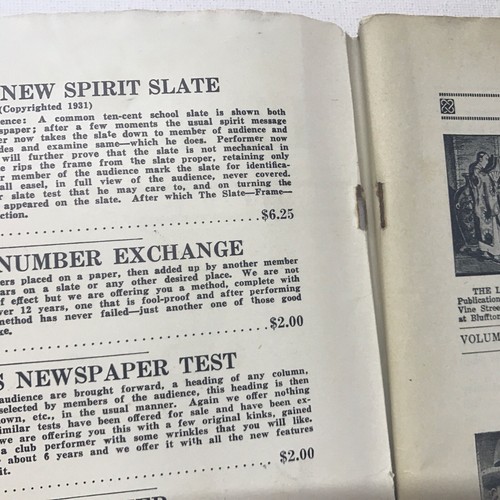 NEW SPIRIT SLATE
(Copyrighted 1931)
ence: A common ten-cent school slate is shown both
spaper; after a few moments the usual spirit message
er now takes the slate down to member of audience and
des and examine same—which he does. Performer now
will further prove that the slate is not mechanical in
e rips the frame from the slate proper, retaining only
r member of the audience mark the slate for identifica-
all easel, in full view of the audience, never covered.
r slate test that he may care to, and on turning the
appeared on the slate. After which The Slate—Frame—
ction.
$6.25
NUMBER EXCHANGE
ers placed on a paper, then added up by another member
ars on a slate or any other desired place. We are not
f effect but we are offering you a method, complete with
ver 12 years, one that is fool-proof and after performing
method has never failed—just another one of those good
ge.
$2.00
S NEWSPAPER TEST
audience are brought forward, a heading of any column,
selected by members of the audience, this heading is then
down, etc., in the usual manner. Again we offer nothing
similar tests have been offered for sale and have been ex-
we are offering you this with a few original kinks, gained
a club performer with some wrinkles that you will like.
r about 6 years and we offer it with all the new features
it.
$2.00
THE L
Publication
Vine Stree
at Bluffton
VOLUM